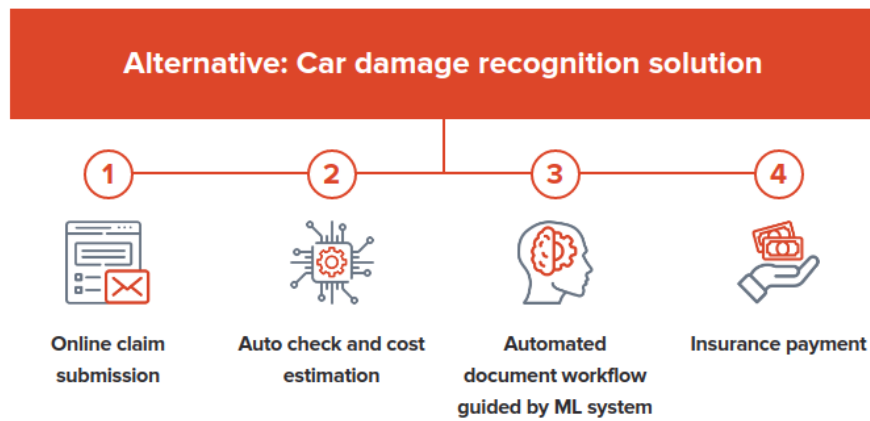 Alternative: Car damage recognition solution
1
2
3
4
Online claim
submission
Auto check and cost
estimation
Automated
document workflow
guided by ML system
Insurance payment